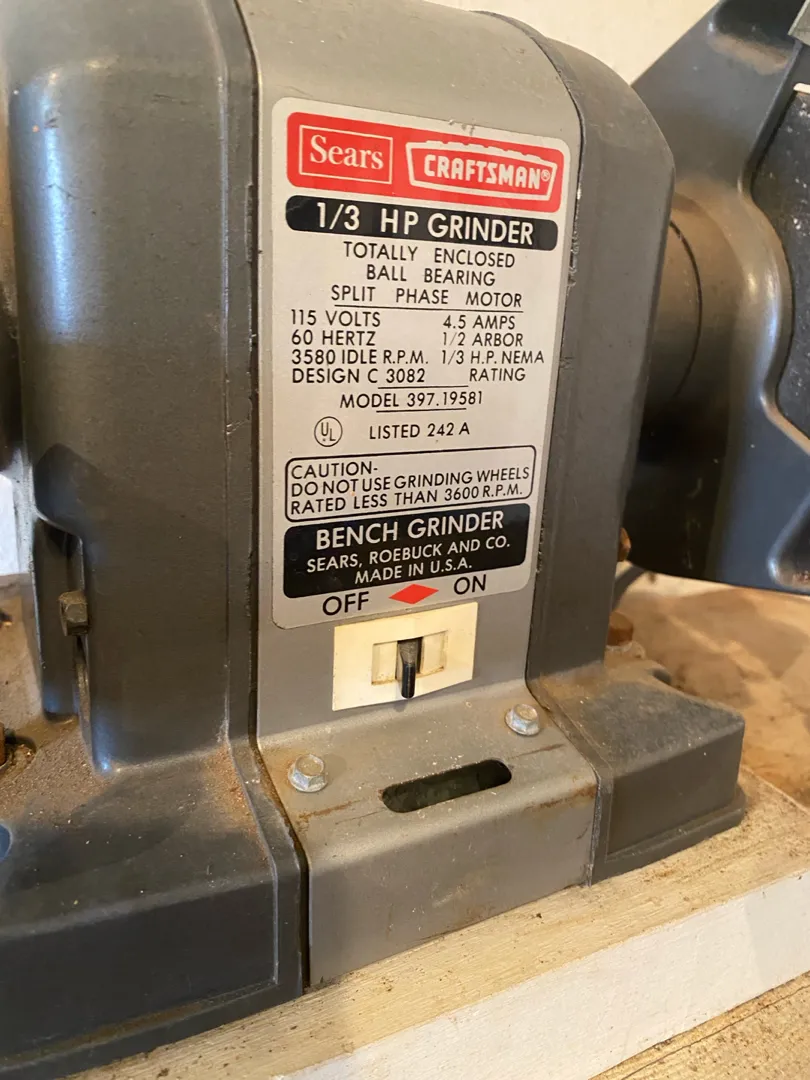 Sears CRAFTSMAN®
1/3 HP GRINDER
TOTALLY ENCLOSED
BALL BEARING
SPLIT PHASE MOTOR
115 VOLTS 4.5 AMPS
60 HERTZ 1/2 ARBOR
3580 IDLE R.P.M. 1/3 H.P. NEMA
DESIGN C 3082 RATING
MODEL 397.19581
UL LISTED 242 A
CAUTION-
DO NOT USE GRINDING WHEELS
RATED LESS THAN 3600 R.P.M.
BENCH GRINDER
SEARS, ROEBUCK AND CO.
MADE IN U.S.A.
OFF ON